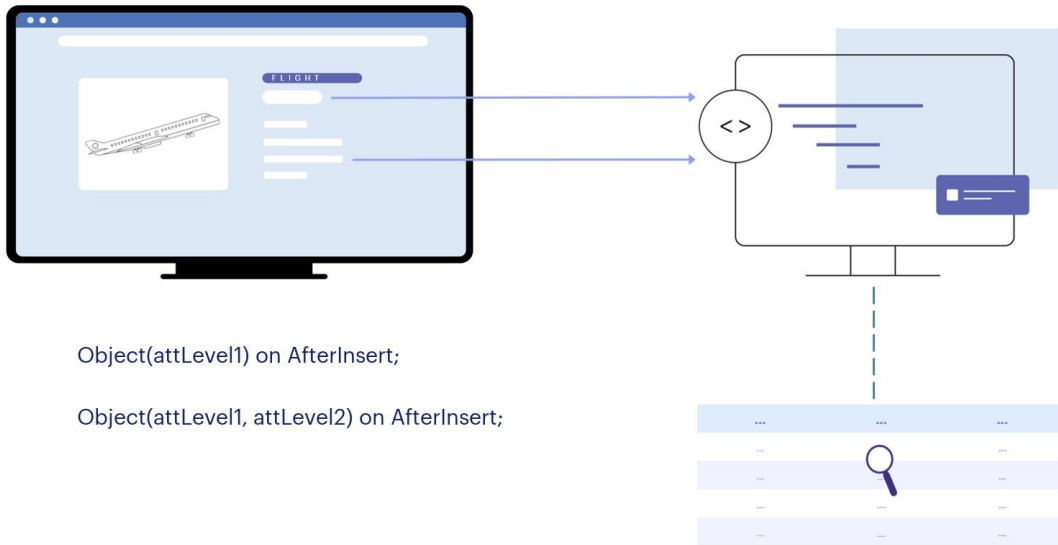 FLIGHT
< >
Object(attLevel1) on AfterInsert;
Object(attLevel1, attLevel2) on AfterInsert;
... ... ...
... ... ...
... ... ...
... ... ...
... ... ...